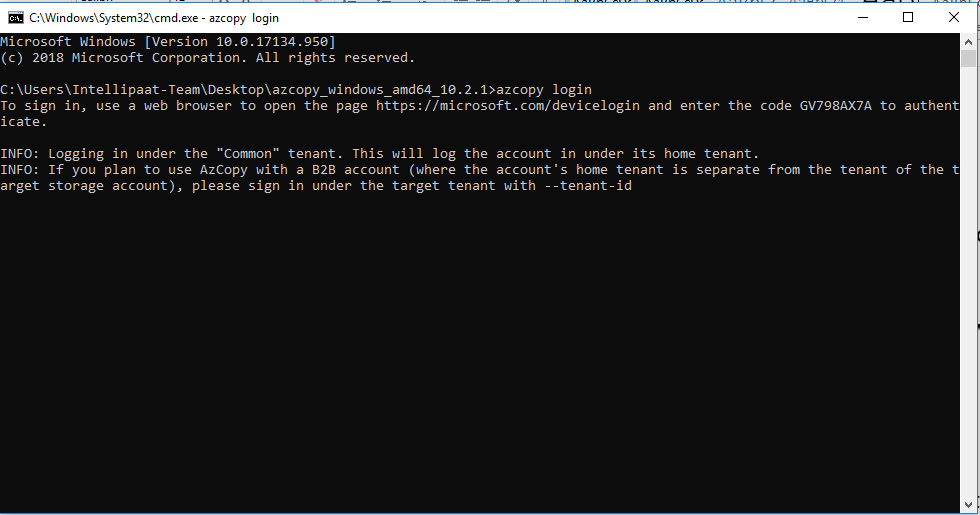 C:\Windows\System32\cmd.exe - azcopy login
Microsoft Windows [Version 10.0.17134.950]
(c) 2018 Microsoft Corporation. All rights reserved.
C:\Users\Intellipaat-Team\Desktop\azcopy_windows_amd64_10.2.1>azcopy login
To sign in, use a web browser to open the page https://microsoft.com/devicelogin and enter the code GV798AX7A to authent
icate.
INFO: Logging in under the "Common" tenant. This will log the account in under its home tenant.
INFO: If you plan to use AzCopy with a B2B account (where the account's home tenant is separate from the tenant of the t
arget storage account), please sign in under the target tenant with --tenant-id